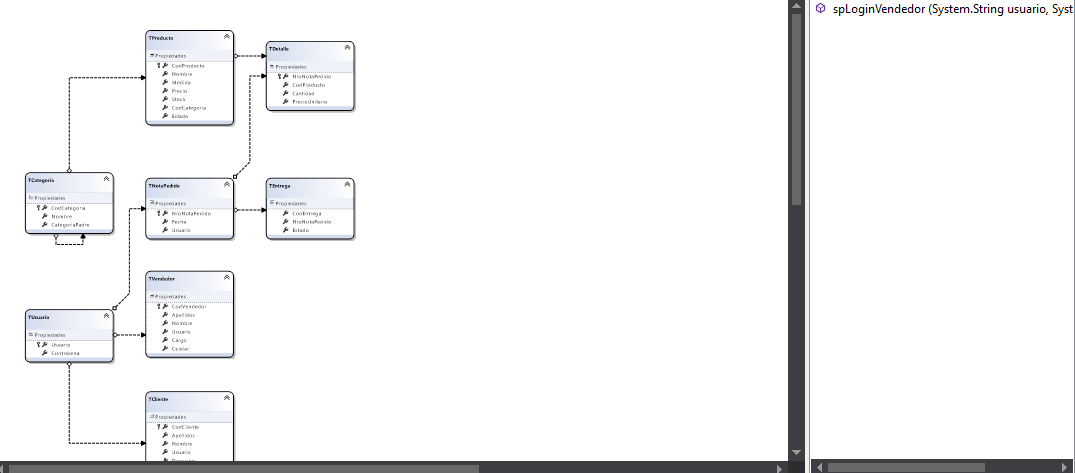 spLoginVendedor (System.String usuario, Syst
TProducto
Propiedades
CodProducto
Nombre
Medida
Precio
Stock
CodCategoria
Estado
TDetalle
Propiedades
NroNotaPedido
CodProducto
Cantidad
PrecioUnitario
TCategoria
Propiedades
CodCategoria
Nombre
CategoriaPadre
TNotaPedido
Propiedades
NroNotaPedido
Fecha
Usuario
TEntrega
Propiedades
CodEntrega
NroNotaPedido
Estado
TVendedor
Propiedades
CodVendedor
Apellidos
Nombre
Usuario
Cargo
Celular
TUsuario
Propiedades
Usuario
Contrasena
TCliente
Propiedades
CodCliente
Apellidos
Nombre
Usuario